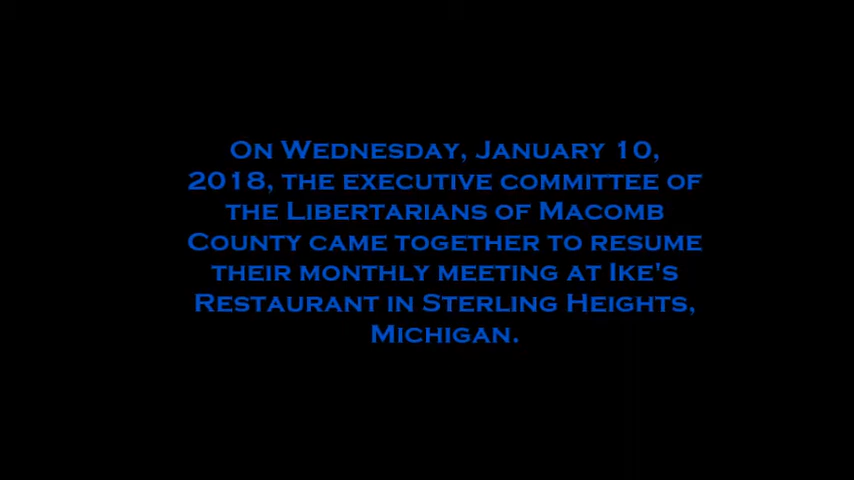 On Wednesday, January 10,
2018, the executive committee of
the Libertarians of Macomb
County came together to resume
their monthly meeting at Ike's
Restaurant in Sterling Heights,
Michigan.